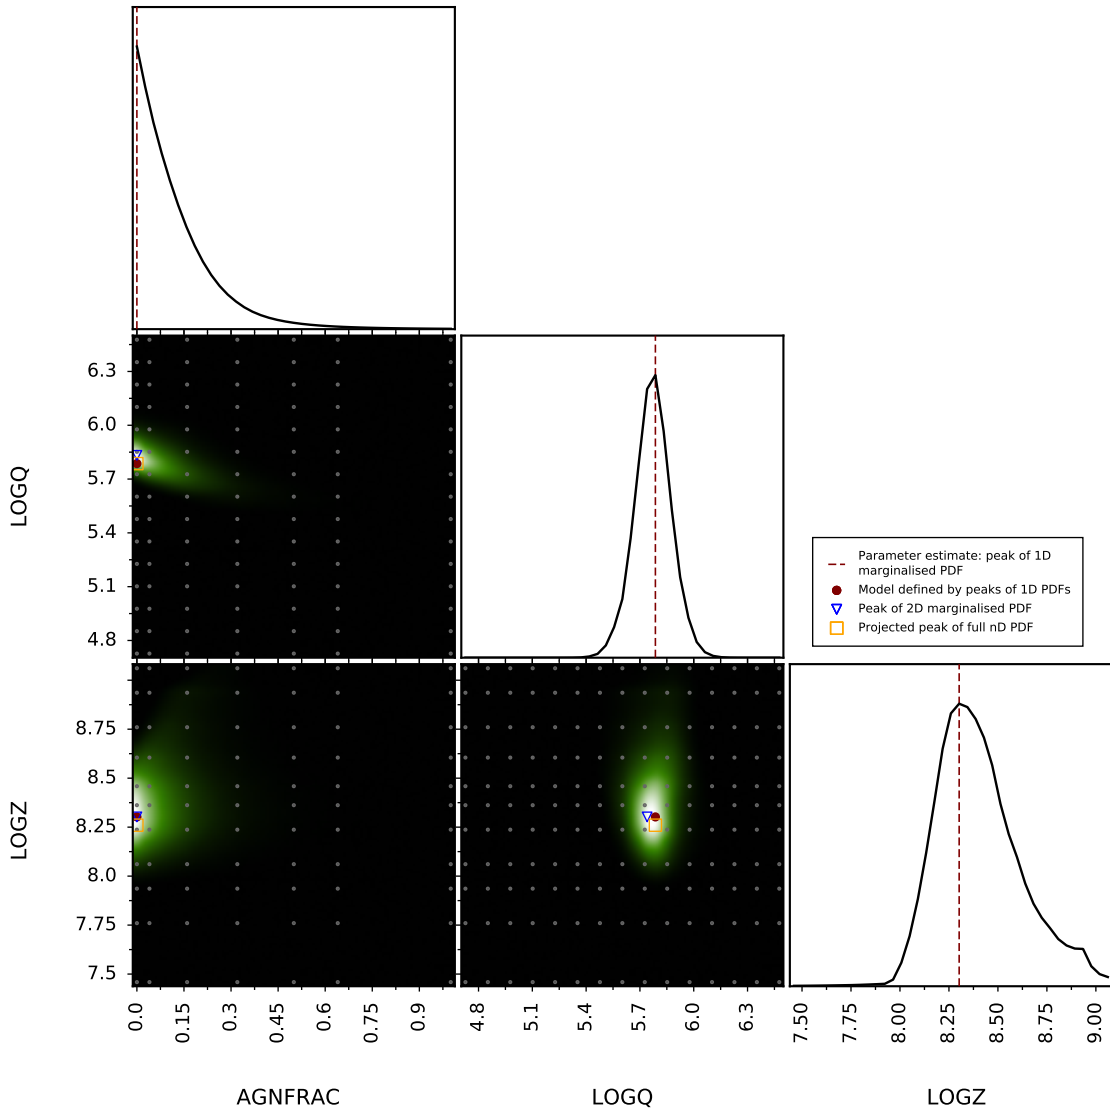 6.3
6.0
5.7
5.4
5.1
4.8
LOGQ
Parameter estimate: peak of 1D
marginalised PDF
Model defined by peaks of 1D PDFs
Peak of 2D marginalised PDF
Projected peak of full nD PDF
8.75
8.5
8.25
8.0
7.75
7.5
LOGZ
0.0 0.15 0.3 0.45 0.6 0.75 0.9
4.8 5.1 5.4 5.7 6.0 6.3
7.50 7.75 8.00 8.25 8.50 8.75 9.00
AGNFRAC LOGQ LOGZ